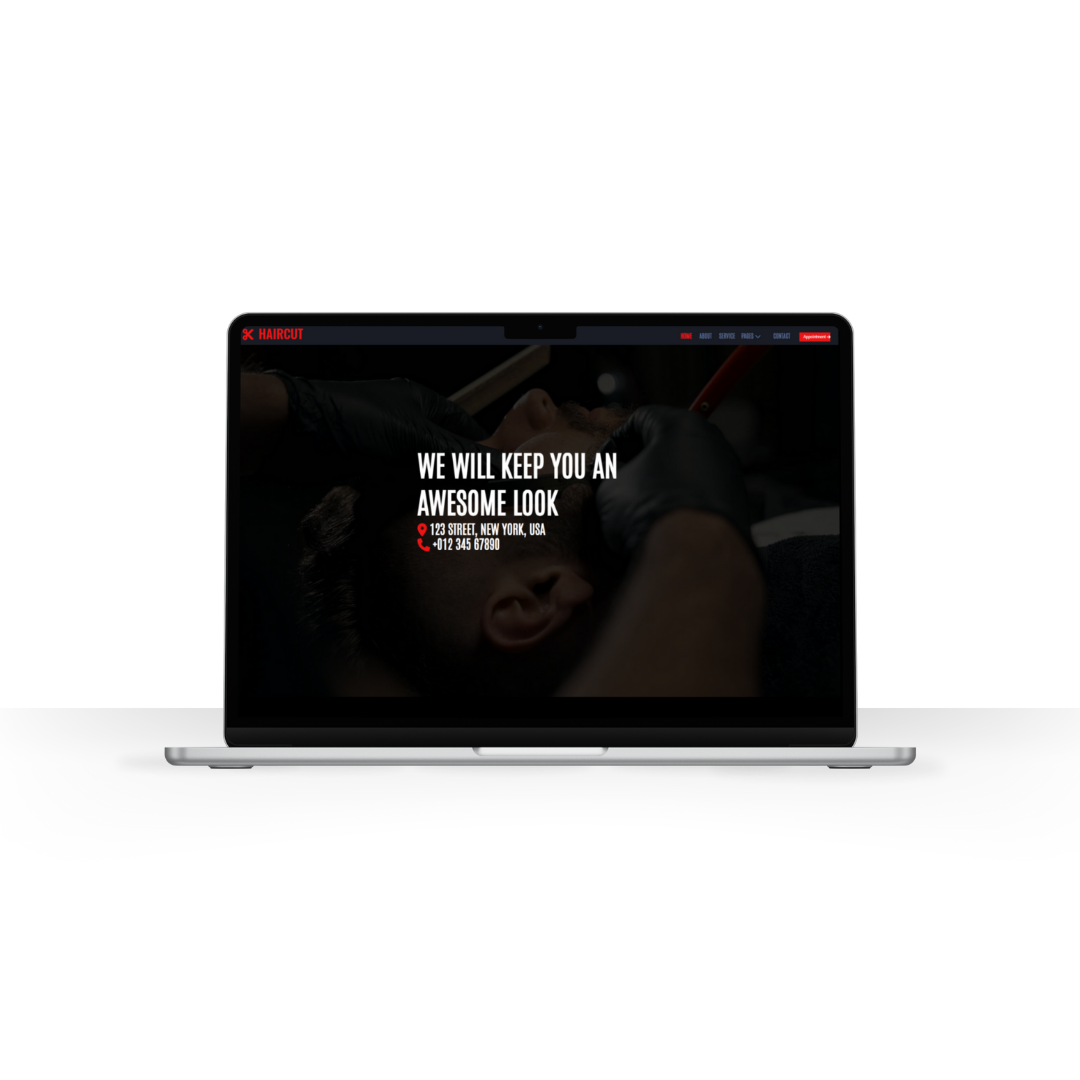 HAIRCUT
HOME ABOUT SERVICE PAGES CONTACT Appointment
WE WILL KEEP YOU AN
AWESOME LOOK
123 STREET, NEW YORK, USA
+012 345 67890